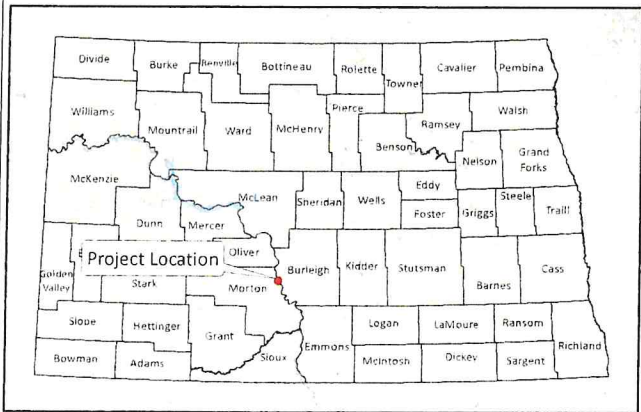 Divide
Burke
Renville
Bottineau
Rolette
Towner
Cavalier
Pembina
Williams
Mountrail
Ward
McHenry
Pierce
Benson
Ramsey
Walsh
Nelson
Grand
Forks
McKenzie
Dunn
Mercer
McLean
Sheridan
Wells
Eddy
Foster
Griggs
Steele
Traill
Oliver
Project Location
Golden
Valley
Stark
Morton
Burleigh
Kidder
Stutsman
Barnes
Cass
Slope
Hettinger
Grant
Sioux
Emmons
Logan
LaMoure
Ransom
Richland
Bowman
Adams
McIntosh
Dickey
Sargent